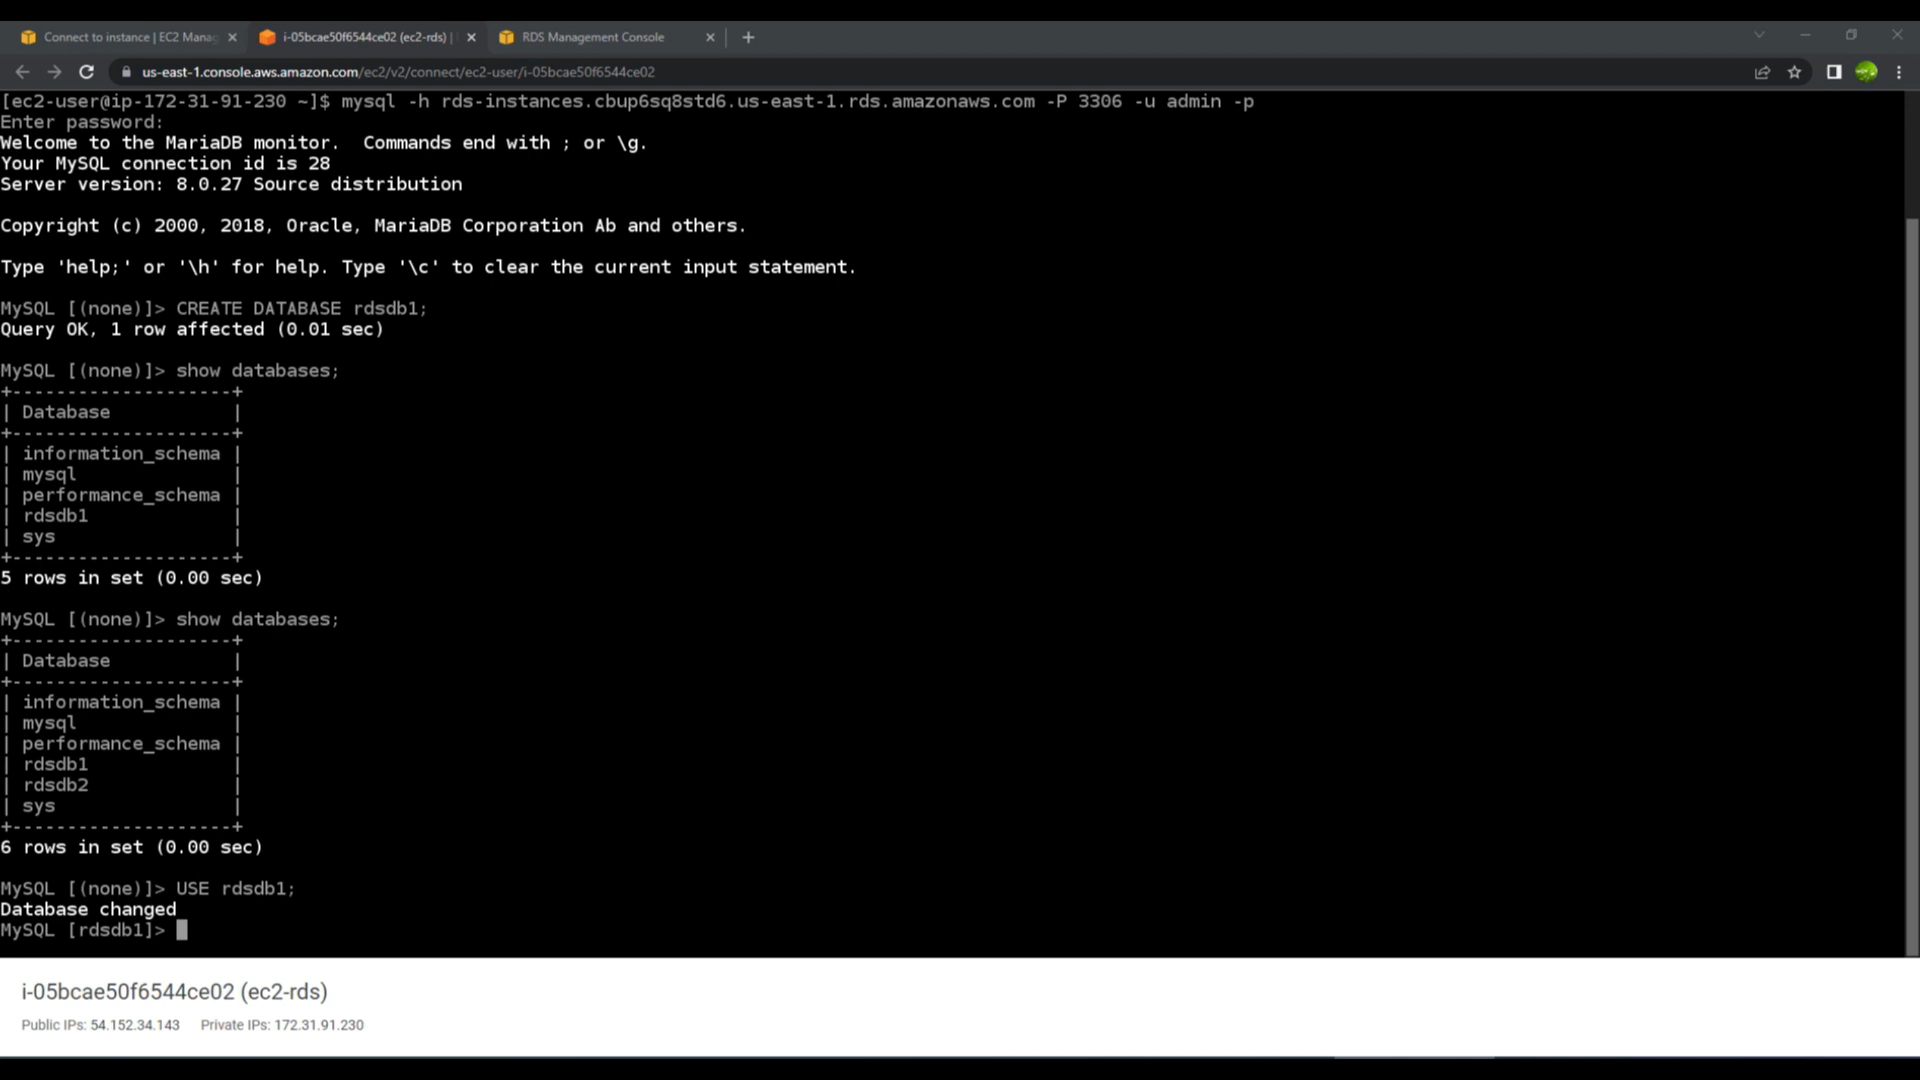 Connect to instance | EC2 Mana
i-05bcae50f6544ce02 (ec2-rds) |
RDS Management Console
us-east-1.console.aws.amazon.com/ec2/v2/connect/ec2-user/i-05bcae50f6544ce02
[ec2-user@ip-172-31-91-230 ~]$ mysql -h rds-instances.cbup6sq8std6.us-east-1.rds.amazonaws.com -P 3306 -u admin -p
Enter password:
Welcome to the MariaDB monitor.  Commands end with ; or \g.
Your MySQL connection id is 28
Server version: 8.0.27 Source distribution
Copyright (c) 2000, 2018, Oracle, MariaDB Corporation Ab and others.
Type 'help;' or '\h' for help. Type '\c' to clear the current input statement.
MySQL [(none)]> CREATE DATABASE rdsdb1;
Query OK, 1 row affected (0.01 sec)
MySQL [(none)]> show databases;
+--------------------+
| Database           |
+--------------------+
| information_schema |
| mysql              |
| performance_schema |
| rdsdb1             |
| sys                |
+--------------------+
5 rows in set (0.00 sec)
MySQL [(none)]> show databases;
+--------------------+
| Database           |
+--------------------+
| information_schema |
| mysql              |
| performance_schema |
| rdsdb1             |
| rdsdb2             |
| sys                |
+--------------------+
6 rows in set (0.00 sec)
MySQL [(none)]> USE rdsdb1;
Database changed
MySQL [rdsdb1]>
i-05bcae50f6544ce02 (ec2-rds)
Public IPs: 54.152.34.143 Private IPs: 172.31.91.230